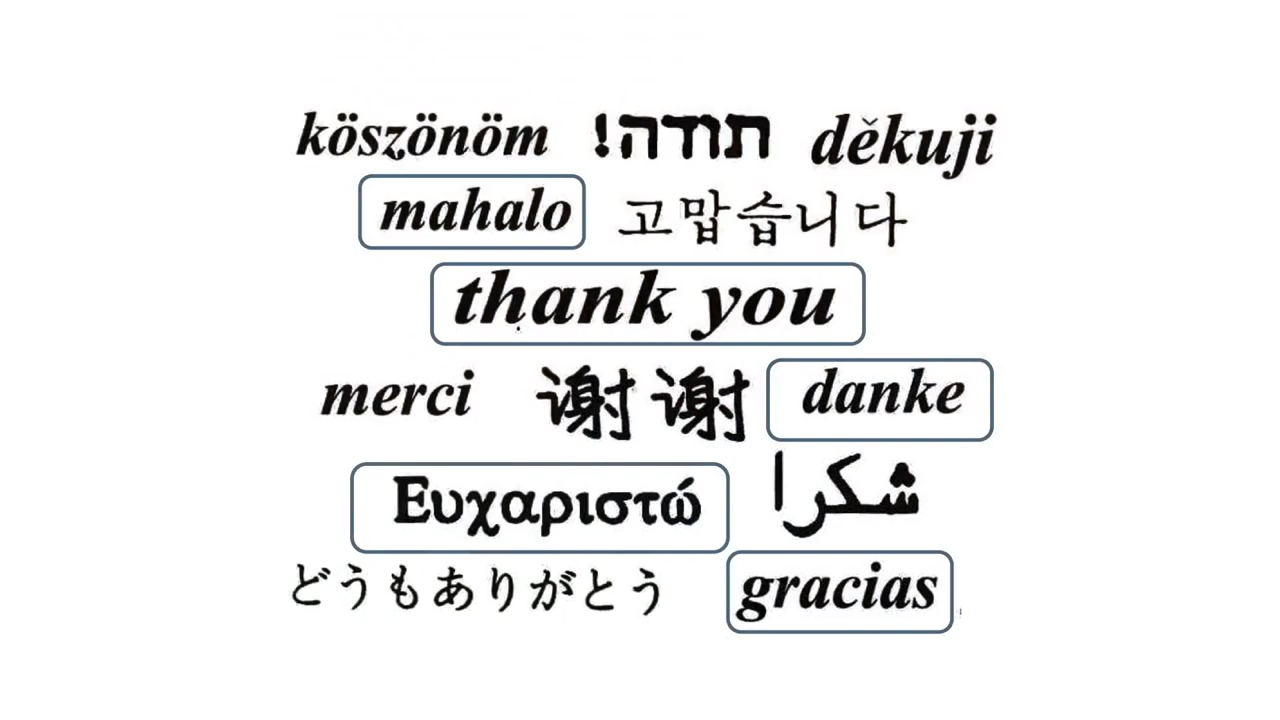 köszönöm תודה! děkuji
mahalo 고맙습니다
thank you
merci 谢谢 danke
Ευχαριστώ شكرا
どうもありがとう gracias